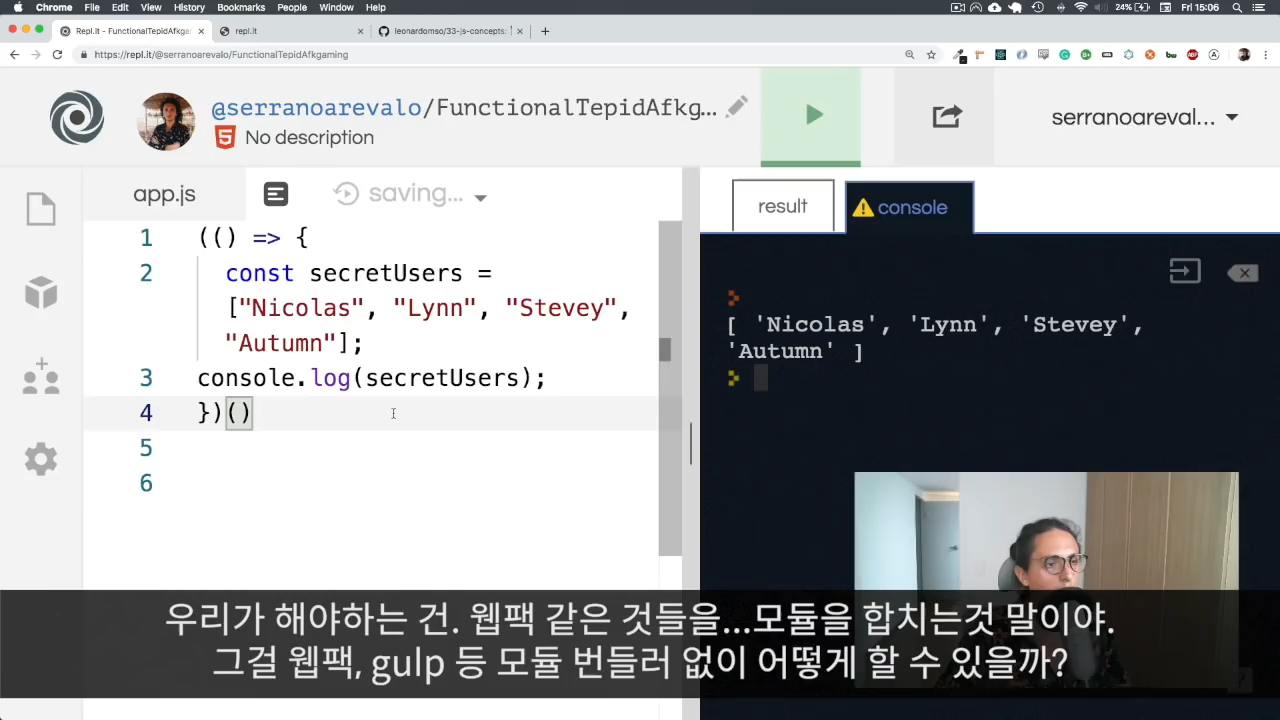 Chrome File Edit View History Bookmarks People Window Help
24% Fri 15:06
Repl.it - FunctionalTepidAfkga
repl.it
leonardomso/33-js-concepts:
https://repl.it/@serranoarevalo/FunctionalTepidAfkgaming
@serranoarevalo/FunctionalTepidAfkg...
No description
serranoareval...
app.js
saving...
result
console
1 (() => {
2 const secretUsers =
["Nicolas", "Lynn", "Stevey",
"Autumn"];
3 console.log(secretUsers);
4 })()
5
6
[ 'Nicolas', 'Lynn', 'Stevey',
'Autumn' ]
우리가 해야하는 건. 웹팩 같은 것들을...모듈을 합치는것 말이야.
그걸 웹팩, gulp 등 모듈 번들러 없이 어떻게 할 수 있을까?